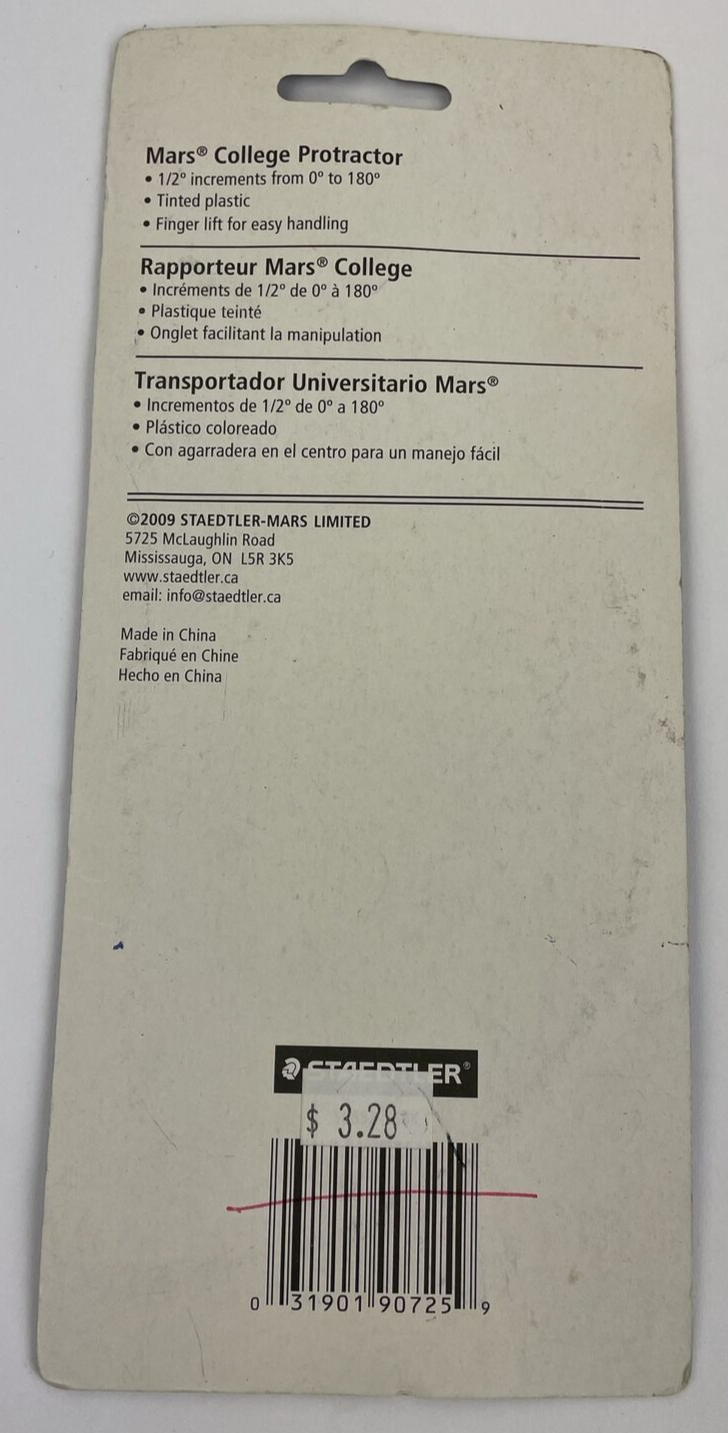 Mars® College Protractor
• 1/2° increments from 0° to 180°
• Tinted plastic
• Finger lift for easy handling
Rapporteur Mars® College
• Incréments de 1/2° de 0° à 180°
• Plastique teinté
• Onglet facilitant la manipulation
Transportador Universitario Mars®
• Incrementos de 1/2° de 0° a 180°
• Plástico coloreado
• Con agarradera en el centro para un manejo fácil
©2009 STAEDTLER-MARS LIMITED
5725 McLaughlin Road
Mississauga, ON L5R 3K5
www.staedtler.ca
email: info@staedtler.ca
Made in China
Fabriqué en Chine
Hecho en China
STAEDTLER®
$ 3.28
0 31901 90725 9